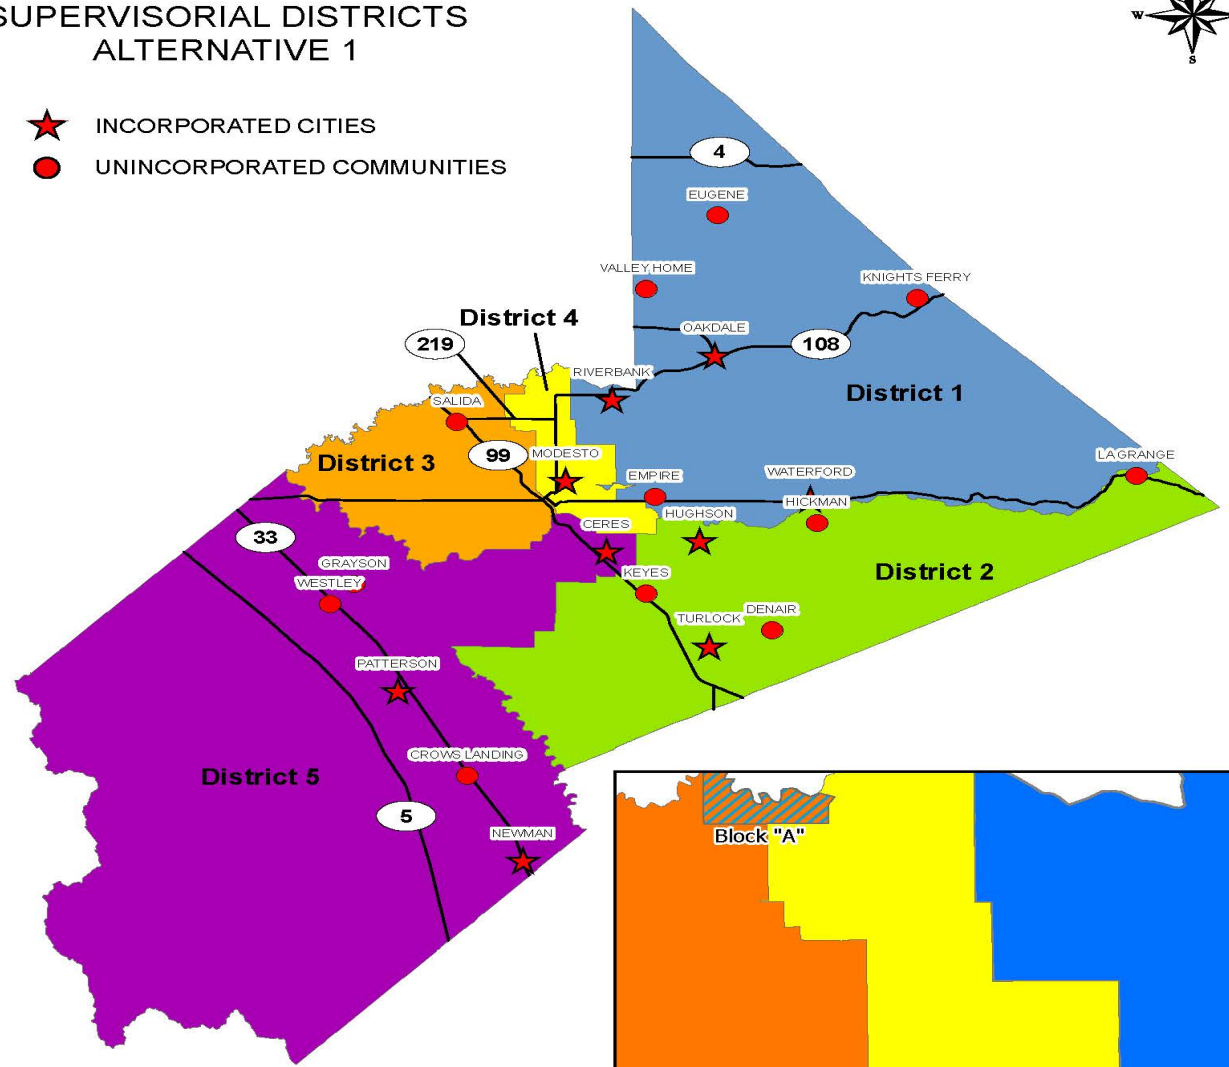 SUPERVISORIAL DISTRICTS
ALTERNATIVE 1
W
S
INCORPORATED CITIES
UNINCORPORATED COMMUNITIES
4
EUGENE
VALLEY HOME
KNIGHTS FERRY
District 4
OAKDALE
219
108
RIVERBANK
District 1
SALIDA
District 3
99
MODESTO
EMPIRE
WATERFORD
LA GRANGE
HICKMAN
HUGHSON
CERES
33
GRAYSON
WESTLEY
KEYES
District 2
TURLOCK
DENAIR
PATTERSON
CROWS LANDING
District 5
5
NEWMAN
Block "A"